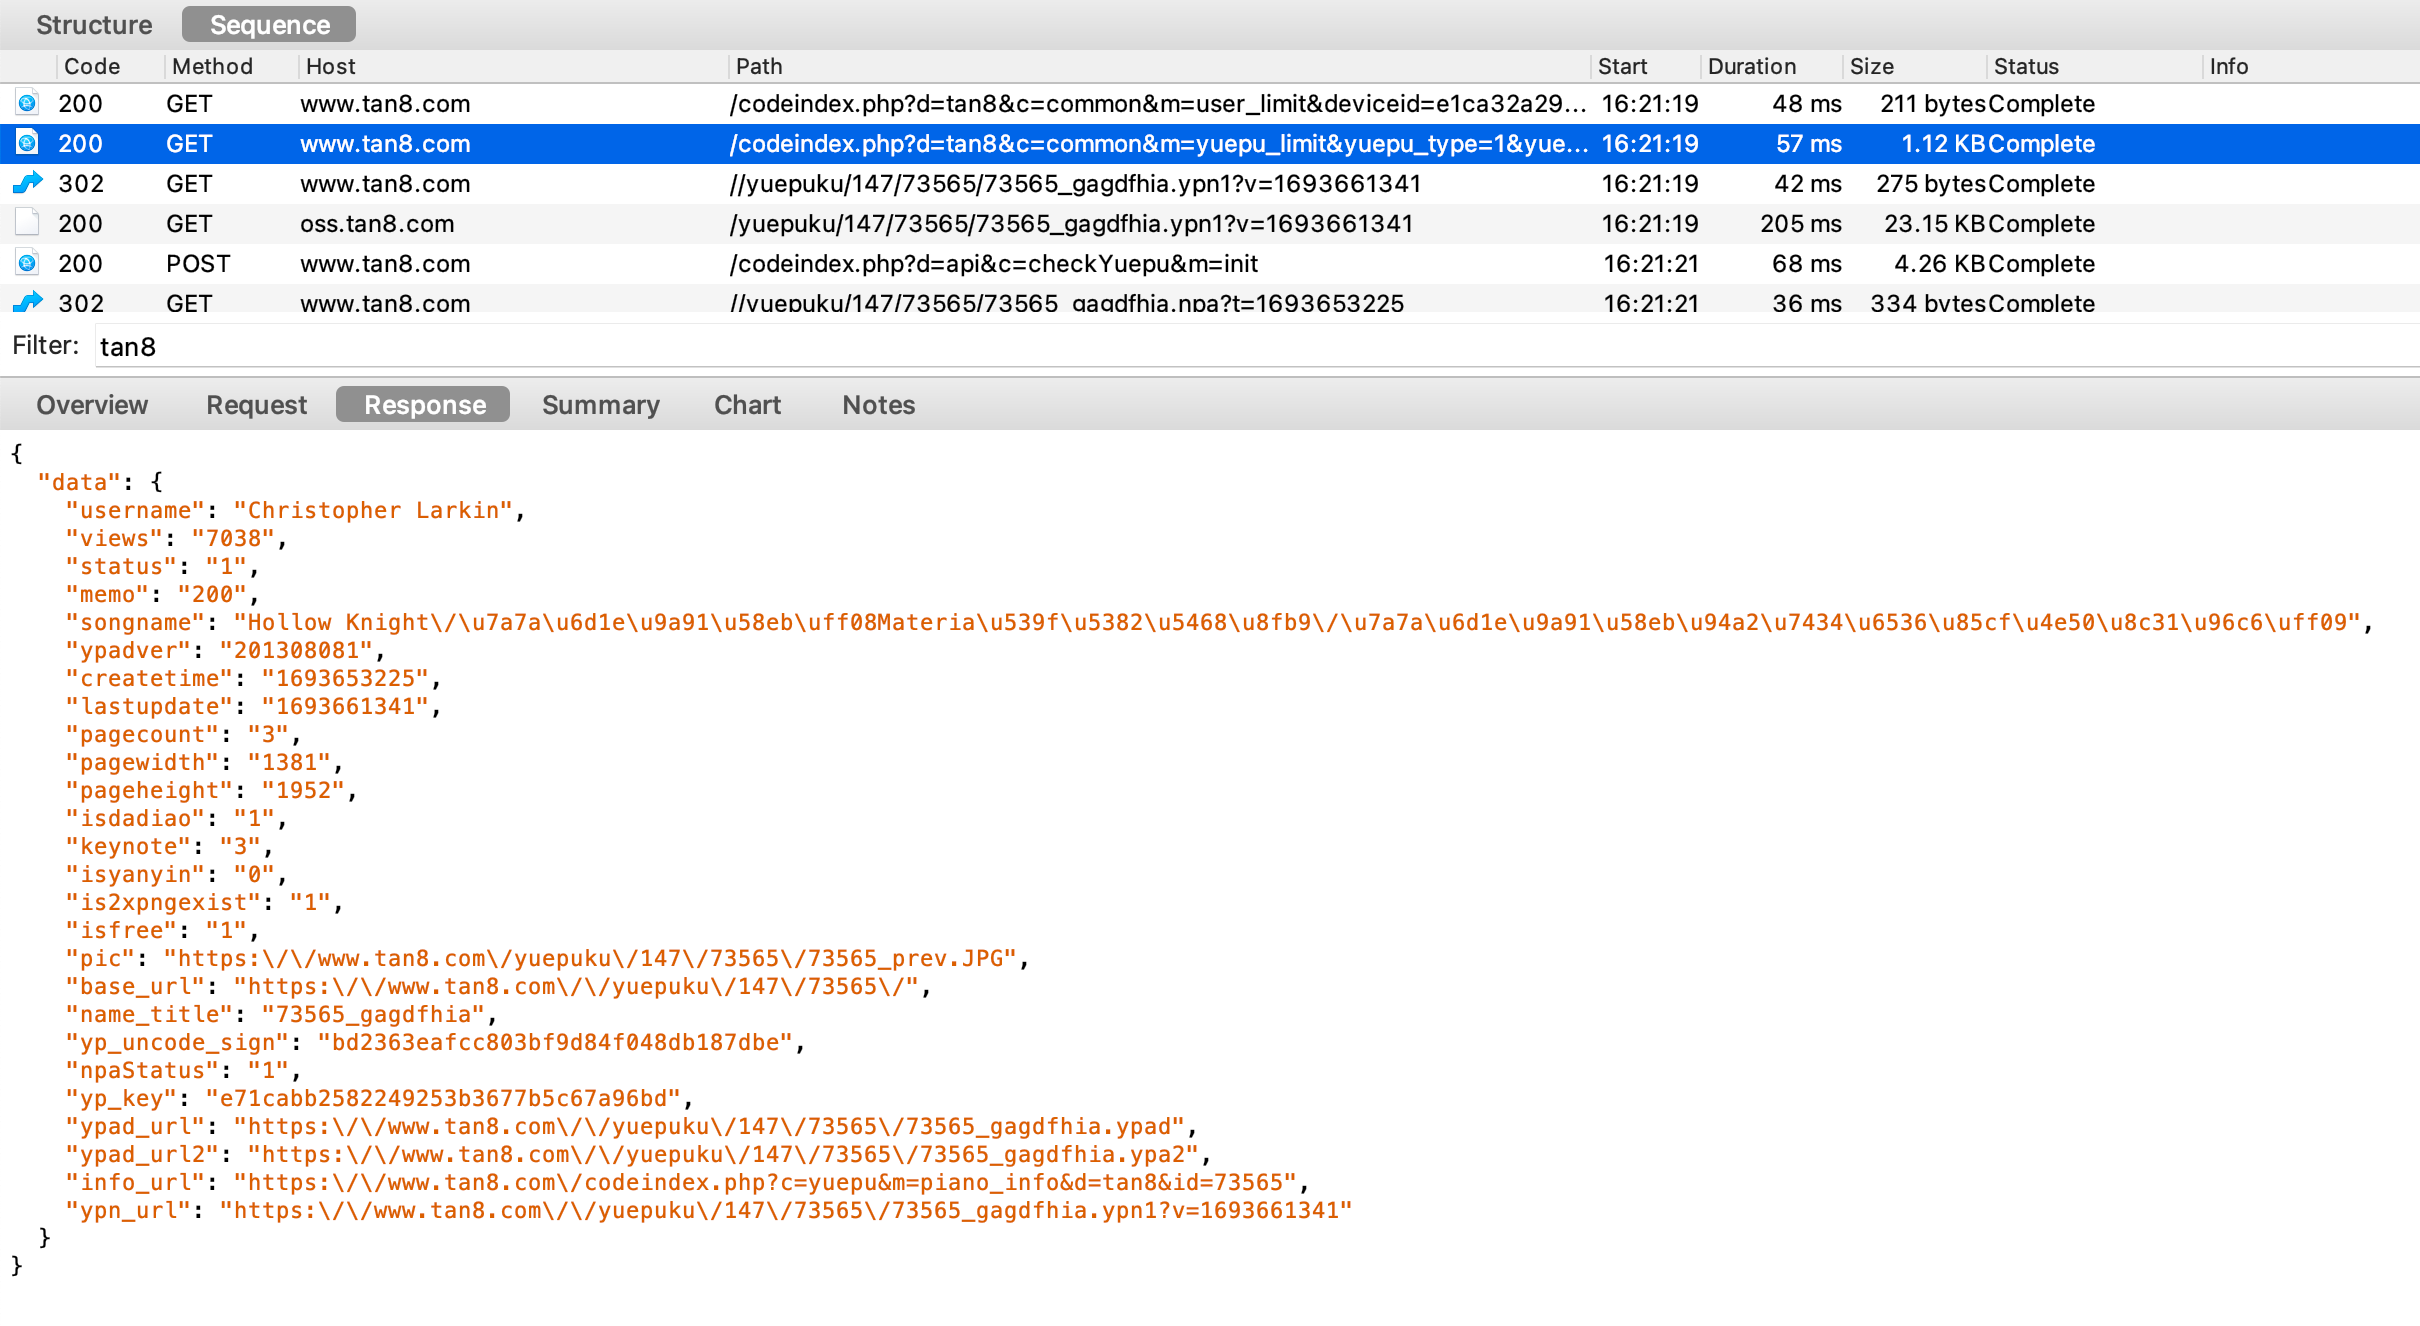 Structure Sequence
Code Method Host Path Start Duration Size Status Info
200 GET www.tan8.com /codeindex.php?d=tan8&c=common&m=user_limit&deviceid=e1ca32a29... 16:21:19 48 ms 211 bytes Complete
200 GET www.tan8.com /codeindex.php?d=tan8&c=common&m=yuepu_limit&yuepu_type=1&yue... 16:21:19 57 ms 1.12 KB Complete
302 GET www.tan8.com //yuepuku/147/73565/73565_gagdfhia.ypn1?v=1693661341 16:21:19 42 ms 275 bytes Complete
200 GET oss.tan8.com /yuepuku/147/73565/73565_gagdfhia.ypn1?v=1693661341 16:21:19 205 ms 23.15 KB Complete
200 POST www.tan8.com /codeindex.php?d=api&c=checkYuepu&m=init 16:21:21 68 ms 4.26 KB Complete
302 GET www.tan8.com //yuepuku/147/73565/73565_gagdfhia.npa?t=1693653225 16:21:21 36 ms 334 bytes Complete
Filter: tan8
Overview Request Response Summary Chart Notes
{
"data": {
"username": "Christopher Larkin",
"views": "7038",
"status": "1",
"memo": "200",
"songname": "Hollow Knight\/\u7a7a\u6d1e\u9a91\u58eb\uff08Materia\u539f\u5382\u5468\u8fb9\/\u7a7a\u6d1e\u9a91\u58eb\u94a2\u7434\u6536\u85cf\u4e50\u8c31\u96c6\uff09",
"ypadver": "201308081",
"createtime": "1693653225",
"lastupdate": "1693661341",
"pagecount": "3",
"pagewidth": "1381",
"pageheight": "1952",
"isdadiao": "1",
"keynote": "3",
"isyanyin": "0",
"is2xpngexist": "1",
"isfree": "1",
"pic": "https:\/\/www.tan8.com\/yuepuku\/147\/73565\/73565_prev.JPG",
"base_url": "https:\/\/www.tan8.com\/\/yuepuku\/147\/73565\/",
"name_title": "73565_gagdfhia",
"yp_uncode_sign": "bd2363eafcc803bf9d84f048db187dbe",
"npaStatus": "1",
"yp_key": "e71cabb2582249253b3677b5c67a96bd",
"ypad_url": "https:\/\/www.tan8.com\/\/yuepuku\/147\/73565\/73565_gagdfhia.ypad",
"ypad_url2": "https:\/\/www.tan8.com\/\/yuepuku\/147\/73565\/73565_gagdfhia.ypa2",
"info_url": "https:\/\/www.tan8.com\/codeindex.php?c=yuepu&m=piano_info&d=tan8&id=73565",
"ypn_url": "https:\/\/www.tan8.com\/\/yuepuku\/147\/73565\/73565_gagdfhia.ypn1?v=1693661341"
}
}